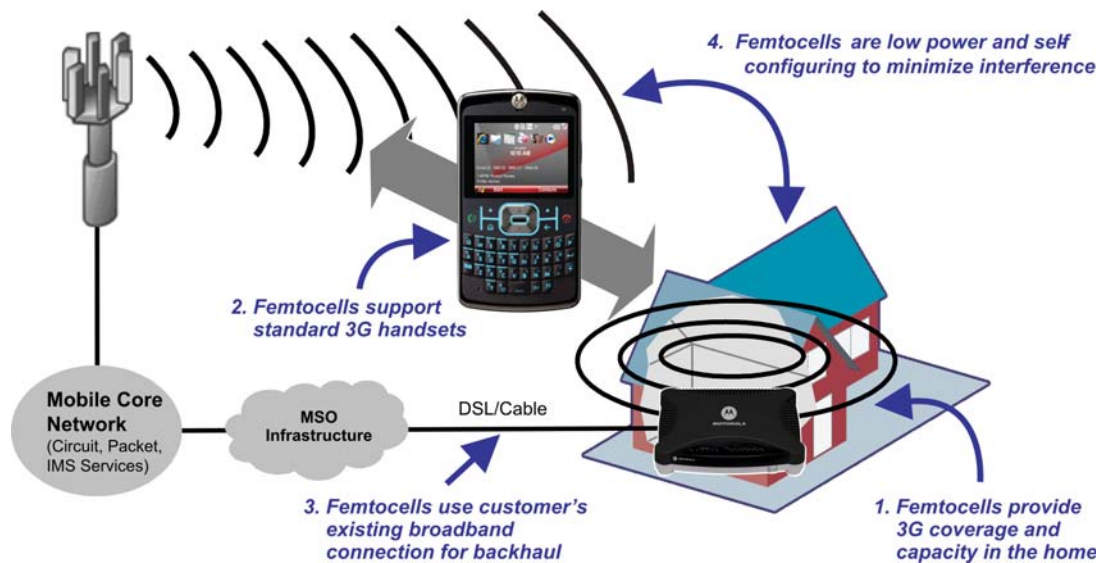 4. Femtocells are low power and self
configuring to minimize interference
2. Femtocells support
standard 3G handsets
Mobile Core
Network
(Circuit, Packet,
IMS Services)
MSO
Infrastructure
DSL/Cable
MOTOROLA
3. Femtocells use customer's
existing broadband
connection for backhaul
1. Femtocells provide
3G coverage and
capacity in the home